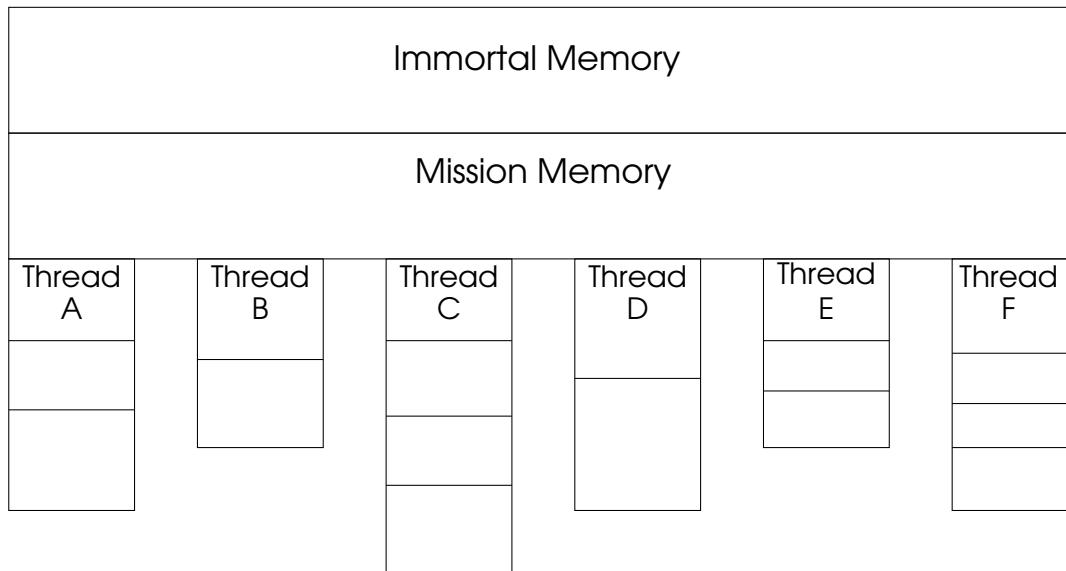 Immortal Memory
Mission Memory
Thread
A
Thread
B
Thread
C
Thread
D
Thread
E
Thread
F